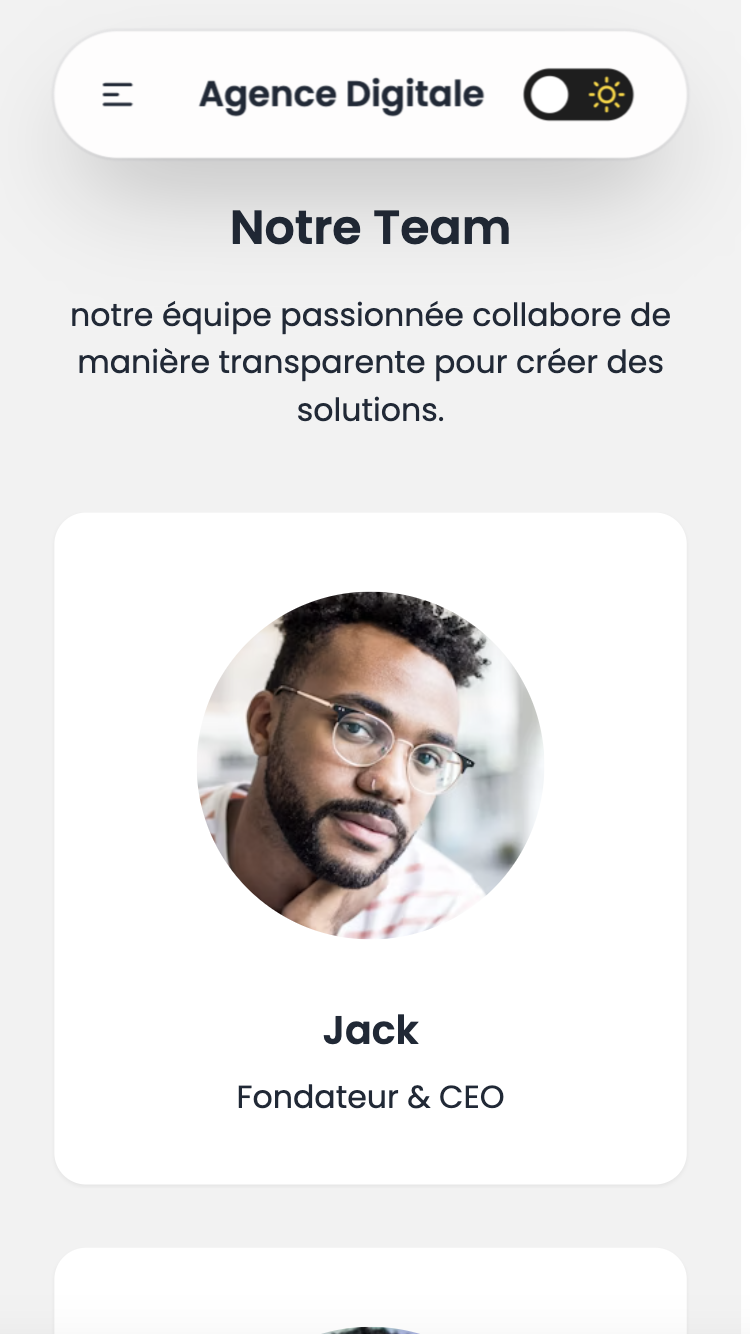 Agence Digitale
Notre Team
notre équipe passionnée collabore de
manière transparente pour créer des
solutions.
Jack
Fondateur & CEO